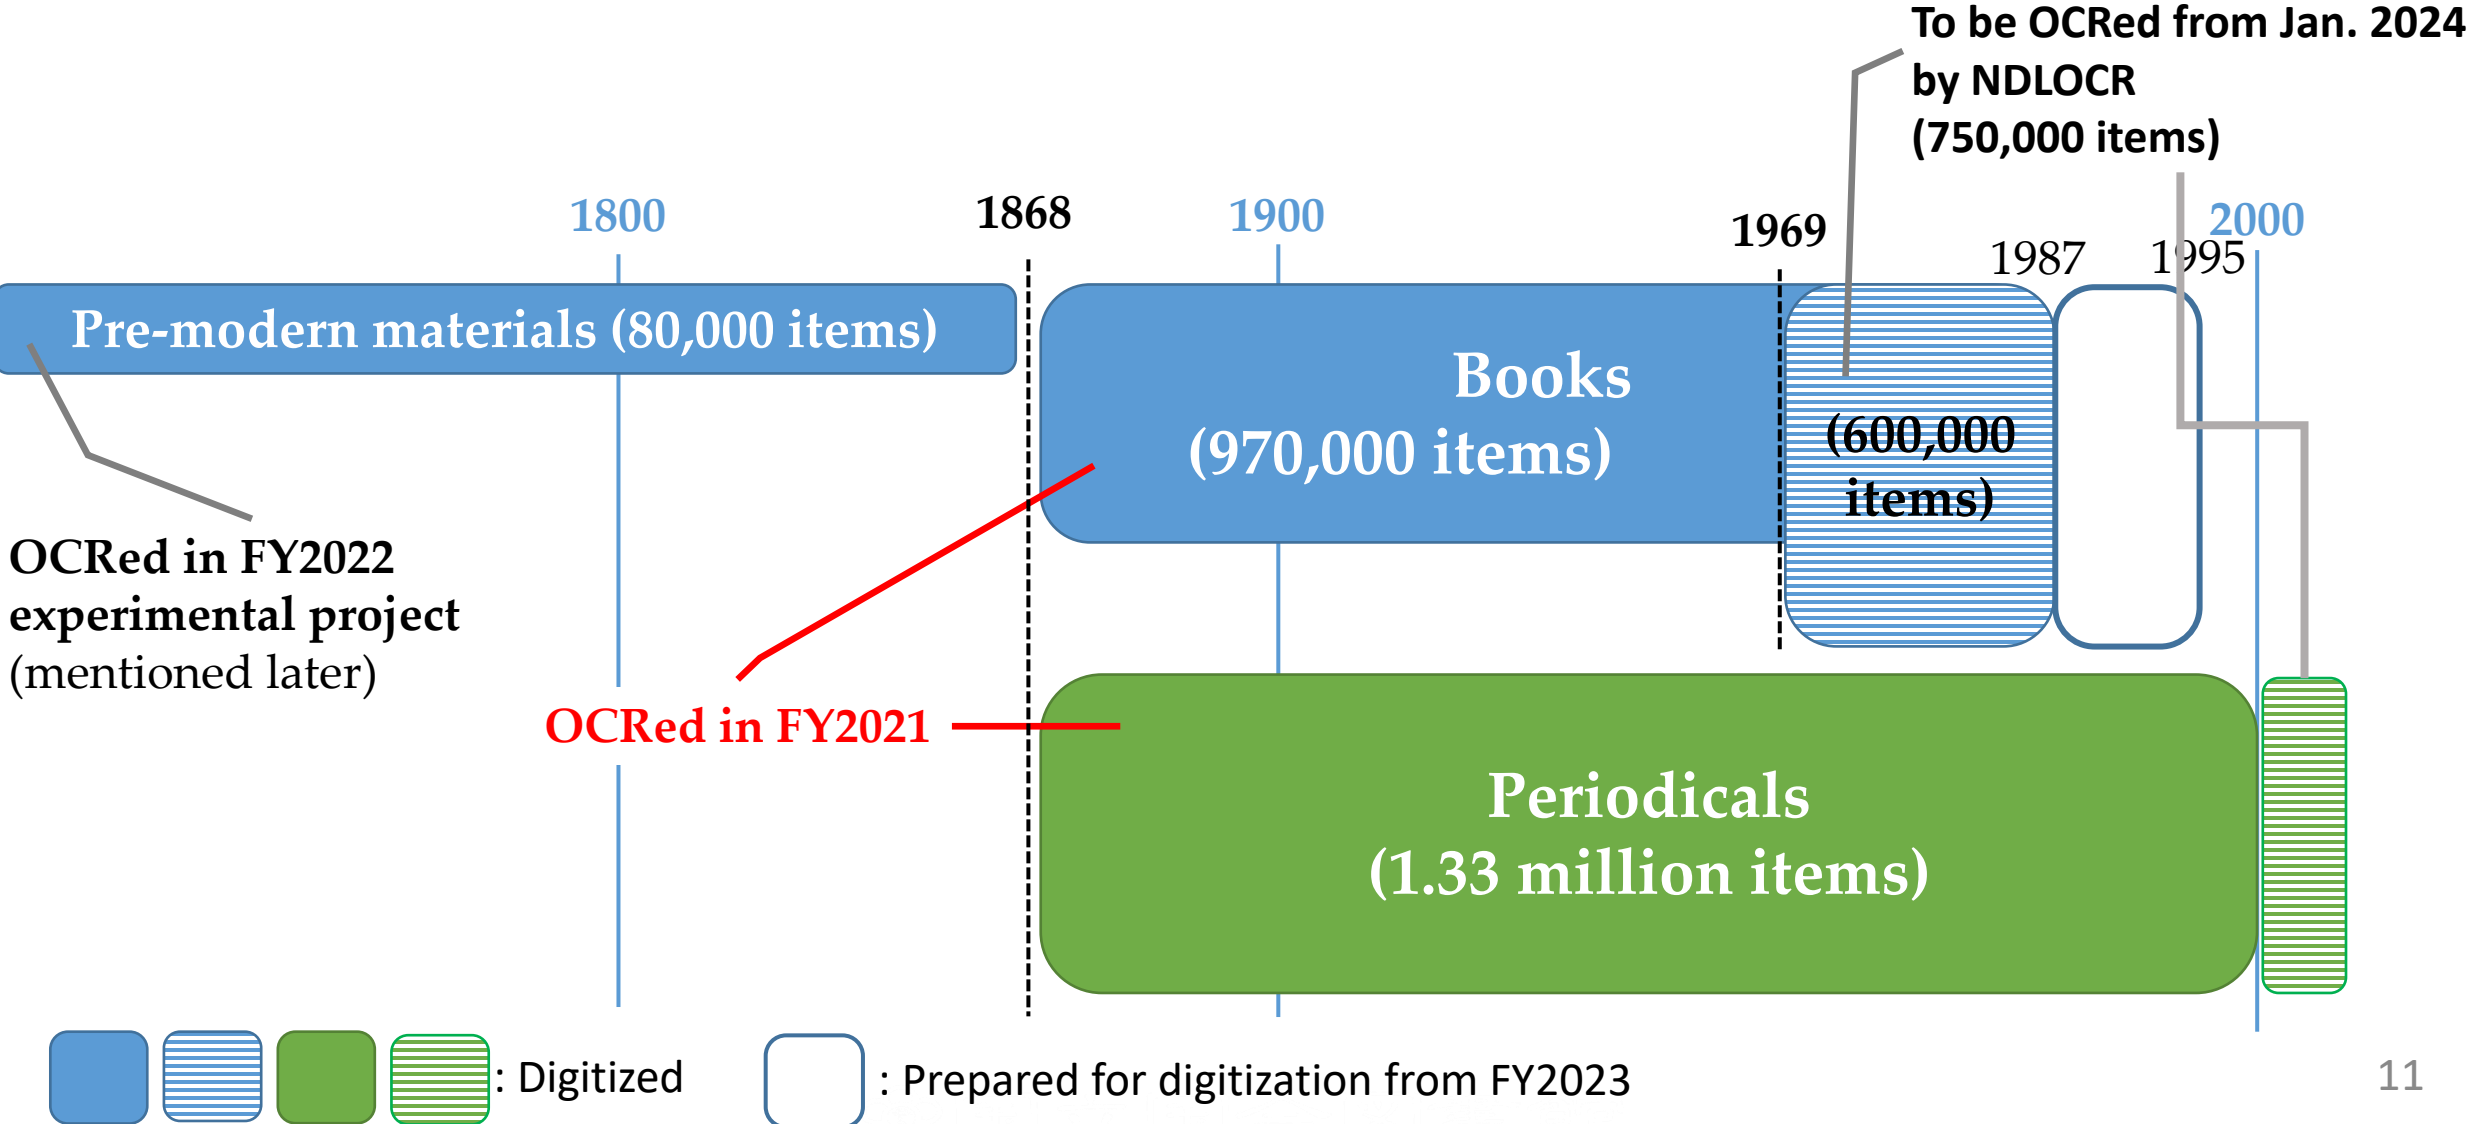 To be OCRed from Jan. 2024
by NDLOCR
(750,000 items)
1800
1868
1900
1969
1987
1995
2000
Pre-modern materials (80,000 items)
Books
(970,000 items)
(600,000
items)
OCRed in FY2022
experimental project
(mentioned later)
OCRed in FY2021
Periodicals
(1.33 million items)
: Digitized
: Prepared for digitization from FY2023
11